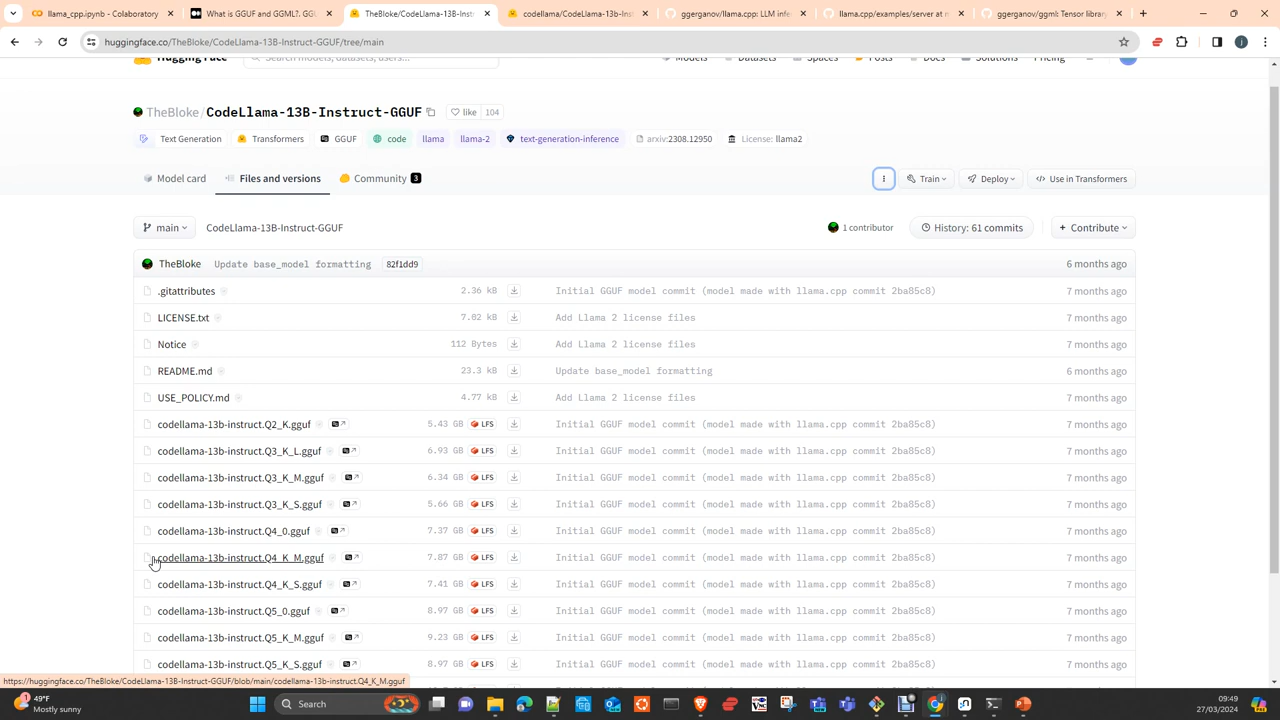 llama_cpp.ipynb - Colaboratory
What is GGUF and GGML?. GGU
TheBloke/CodeLlama-13B-Instruc
codellama/CodeLlama-13b-Instru
ggerganov/llama.cpp: LLM infere
llama.cpp/examples/server at m
ggerganov/ggml: Tensor library
huggingface.co/TheBloke/CodeLlama-13B-Instruct-GGUF/tree/main
Hugging Face
Search models, datasets, users...
Models
Datasets
Spaces
Posts
Docs
Solutions
Pricing
TheBloke/CodeLlama-13B-Instruct-GGUF like 104
Text Generation Transformers GGUF code llama llama-2 text-generation-inference arxiv:2308.12950 License: llama2
Model card Files and versions Community 3 Train Deploy Use in Transformers
main CodeLlama-13B-Instruct-GGUF 1 contributor History: 61 commits + Contribute
TheBloke Update base_model formatting 82f1dd9 6 months ago
.gitattributes 2.36 kB Initial GGUF model commit (model made with llama.cpp commit 2ba85c8) 7 months ago
LICENSE.txt 7.02 kB Add Llama 2 license files 7 months ago
Notice 112 Bytes Add Llama 2 license files 7 months ago
README.md 23.3 kB Update base_model formatting 6 months ago
USE_POLICY.md 4.77 kB Add Llama 2 license files 7 months ago
codellama-13b-instruct.Q2_K.gguf 5.43 GB LFS Initial GGUF model commit (model made with llama.cpp commit 2ba85c8) 7 months ago
codellama-13b-instruct.Q3_K_L.gguf 6.93 GB LFS Initial GGUF model commit (model made with llama.cpp commit 2ba85c8) 7 months ago
codellama-13b-instruct.Q3_K_M.gguf 6.34 GB LFS Initial GGUF model commit (model made with llama.cpp commit 2ba85c8) 7 months ago
codellama-13b-instruct.Q3_K_S.gguf 5.66 GB LFS Initial GGUF model commit (model made with llama.cpp commit 2ba85c8) 7 months ago
codellama-13b-instruct.Q4_0.gguf 7.37 GB LFS Initial GGUF model commit (model made with llama.cpp commit 2ba85c8) 7 months ago
codellama-13b-instruct.Q4_K_M.gguf 7.87 GB LFS Initial GGUF model commit (model made with llama.cpp commit 2ba85c8) 7 months ago
codellama-13b-instruct.Q4_K_S.gguf 7.41 GB LFS Initial GGUF model commit (model made with llama.cpp commit 2ba85c8) 7 months ago
codellama-13b-instruct.Q5_0.gguf 8.97 GB LFS Initial GGUF model commit (model made with llama.cpp commit 2ba85c8) 7 months ago
codellama-13b-instruct.Q5_K_M.gguf 9.23 GB LFS Initial GGUF model commit (model made with llama.cpp commit 2ba85c8) 7 months ago
codellama-13b-instruct.Q5_K_S.gguf 8.97 GB LFS Initial GGUF model commit (model made with llama.cpp commit 2ba85c8) 7 months ago
https://huggingface.co/TheBloke/CodeLlama-13B-Instruct-GGUF/blob/main/codellama-13b-instruct.Q4_K_M.gguf
49°F
Mostly sunny
Search
09:49
27/03/2024